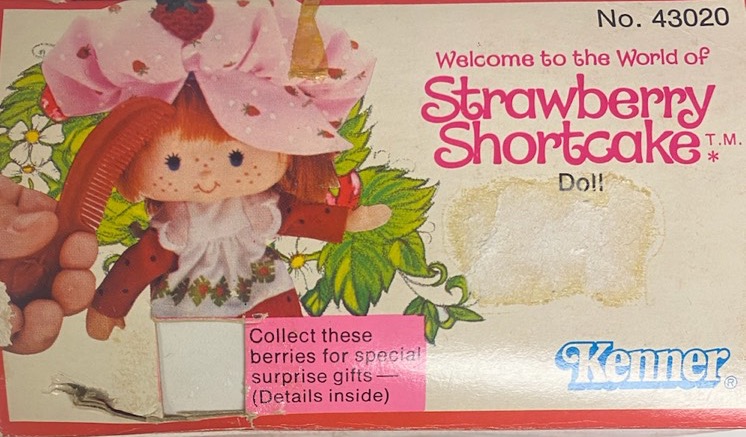 No. 43020
Welcome to the World of
Strawberry
Shortcake T.M.
*
Doll
Collect these
berries for special
surprise gifts —
(Details inside)
Kenner®